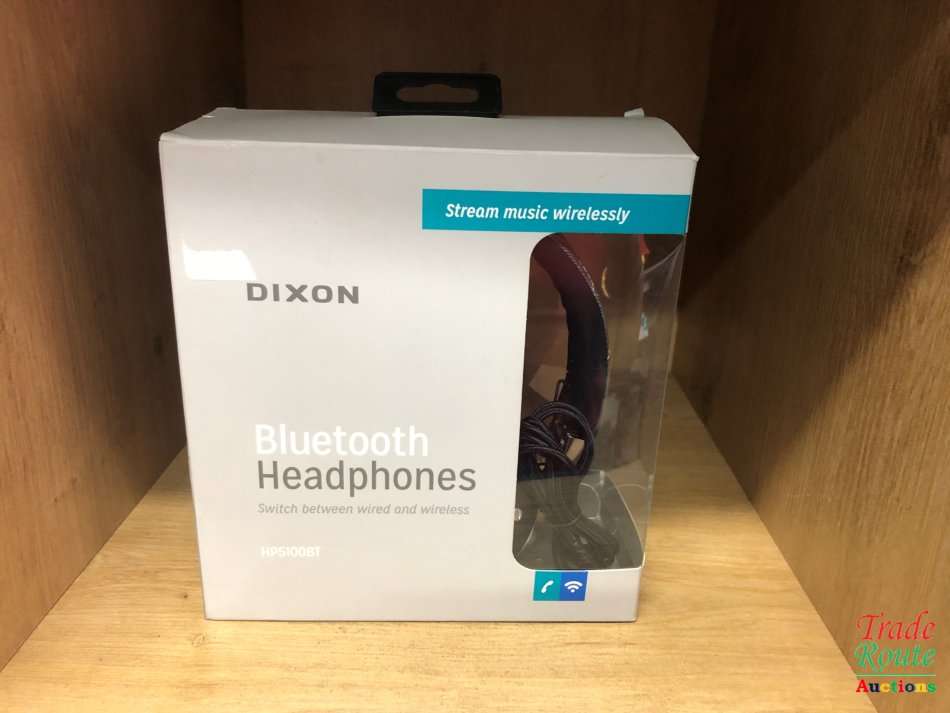 Stream music wirelessly
DIXON
Bluetooth
Headphones
Switch between wired and wireless
HP5100BT
Trade
Route
Auctions